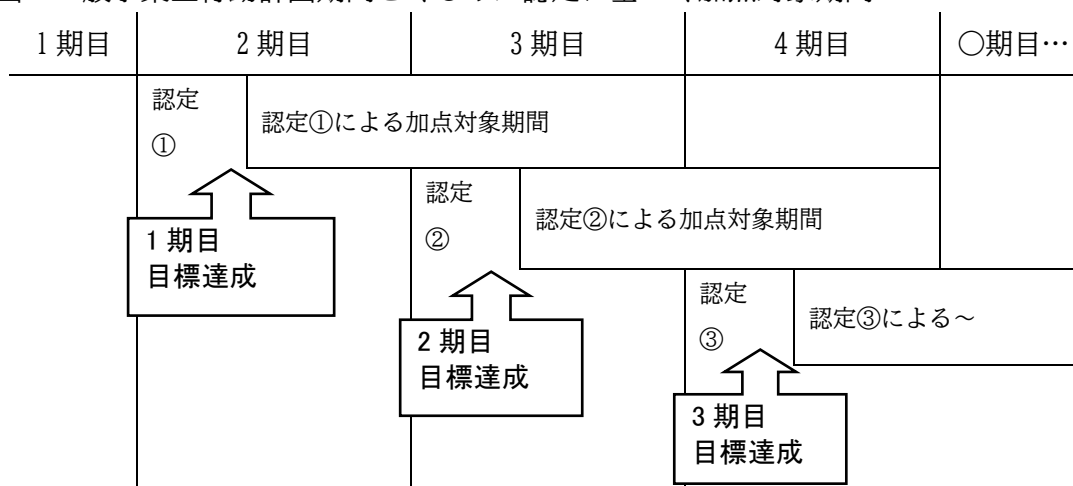 1期目 2期目 3期目 4期目 ○期目…
認定
①
認定①による加点対象期間
1期目
目標達成
認定
②
認定②による加点対象期間
2期目
目標達成
認定
③
認定③による～
3期目
目標達成